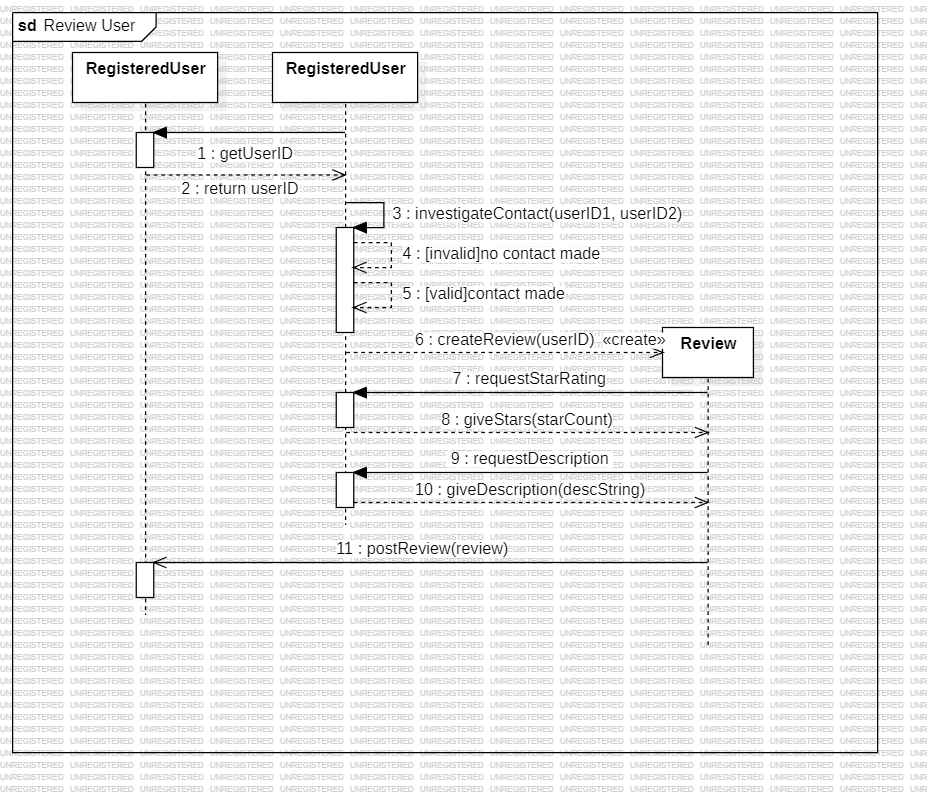 sd Review User
RegisteredUser
RegisteredUser
1 : getUserID
2 : return userID
3 : investigateContact(userID1, userID2)
4 : [invalid]no contact made
5 : [valid]contact made
6 : createReview(userID) «create»
Review
7 : requestStarRating
8 : giveStars(starCount)
9 : requestDescription
10 : giveDescription(descString)
11 : postReview(review)
UNREGISTERED